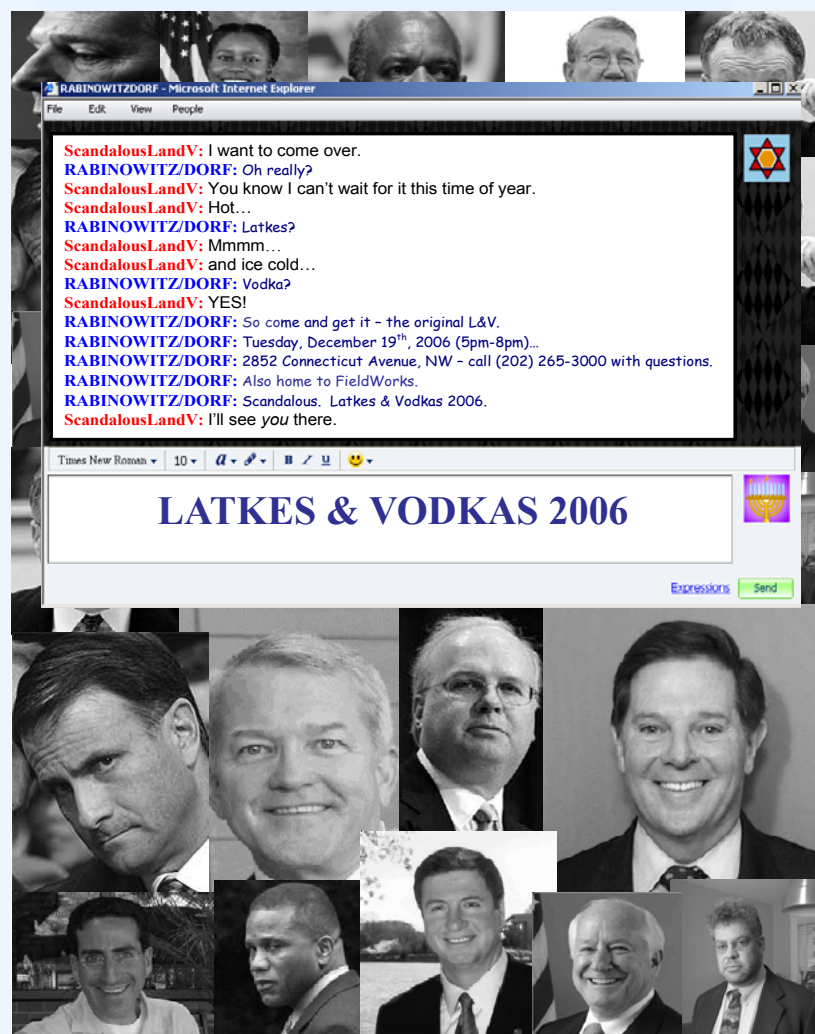 RABINOWITZDORF - Microsoft Internet Explorer
File Edit View People
ScandalousLandV: I want to come over.
RABINOWITZ/DORF: Oh really?
ScandalousLandV: You know I can't wait for it this time of year.
ScandalousLandV: Hot…
RABINOWITZ/DORF: Latkes?
ScandalousLandV: Mmmm…
ScandalousLandV: and ice cold…
RABINOWITZ/DORF: Vodka?
ScandalousLandV: YES!
RABINOWITZ/DORF: So come and get it – the original L&V.
RABINOWITZ/DORF: Tuesday, December 19th, 2006 (5pm-8pm)…
RABINOWITZ/DORF: 2852 Connecticut Avenue, NW – call (202) 265-3000 with questions.
RABINOWITZ/DORF: Also home to FieldWorks.
RABINOWITZ/DORF: Scandalous. Latkes & Vodkas 2006.
ScandalousLandV: I'll see you there.
Times New Roman 10 a B I U
LATKES & VODKAS 2006
Expressions Send